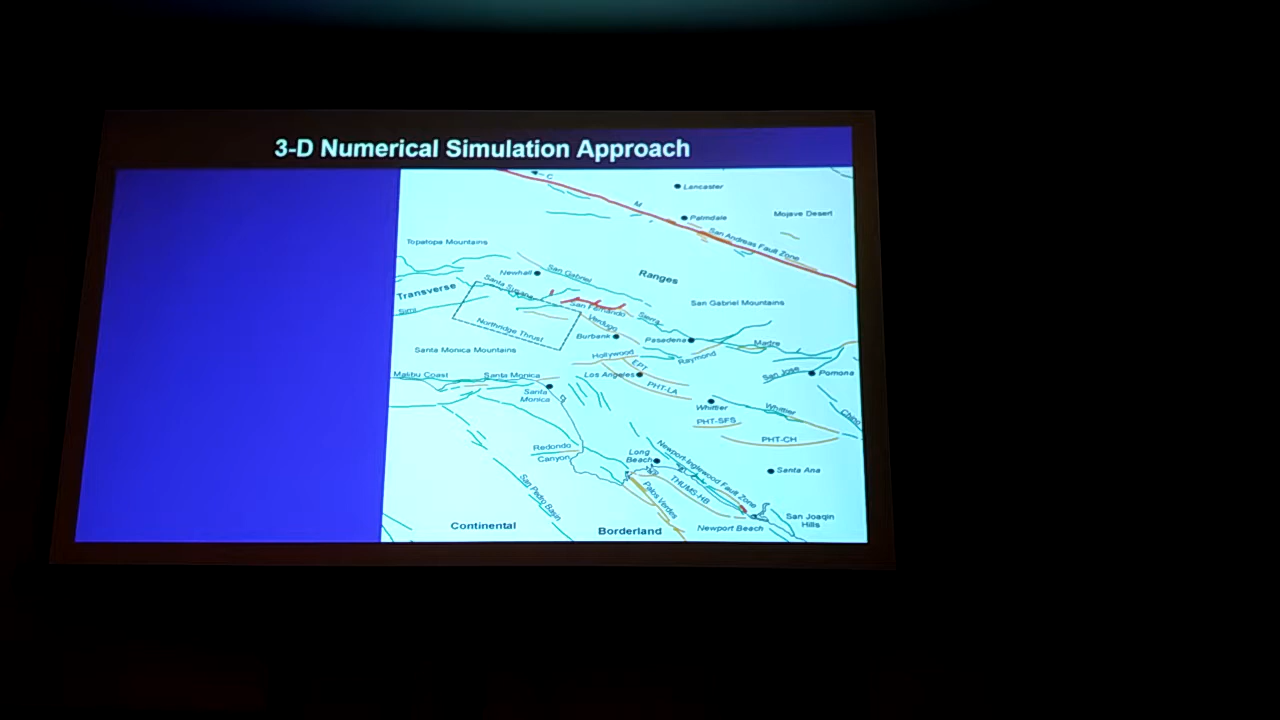 3-D Numerical Simulation Approach
C
Lancaster
M
Palmdale
Mojave Desert
San Andreas Fault Zone
Topatopa Mountains
Newhall
San Gabriel
Ranges
Santa Susana
Transverse
San Gabriel Mountains
San Fernando
Simi
Sierra
Verdugo
Northridge Thrust
Burbank
Pasadena
Madre
Santa Monica Mountains
Hollywood
Raymond
EPT
Malibu Coast
Santa Monica
Los Angeles
San Jose
Pomona
PHT-LA
Santa
Monica
Whittier
Whittier
Chino
PHT-SFS
PHT-CH
Redondo
Canyon
Long
Beach
Newport-Inglewood Fault Zone
Santa Ana
San Pedro Basin
THUMS-HB
Palos Verdes
San Joaqin
Hills
Continental
Borderland
Newport Beach